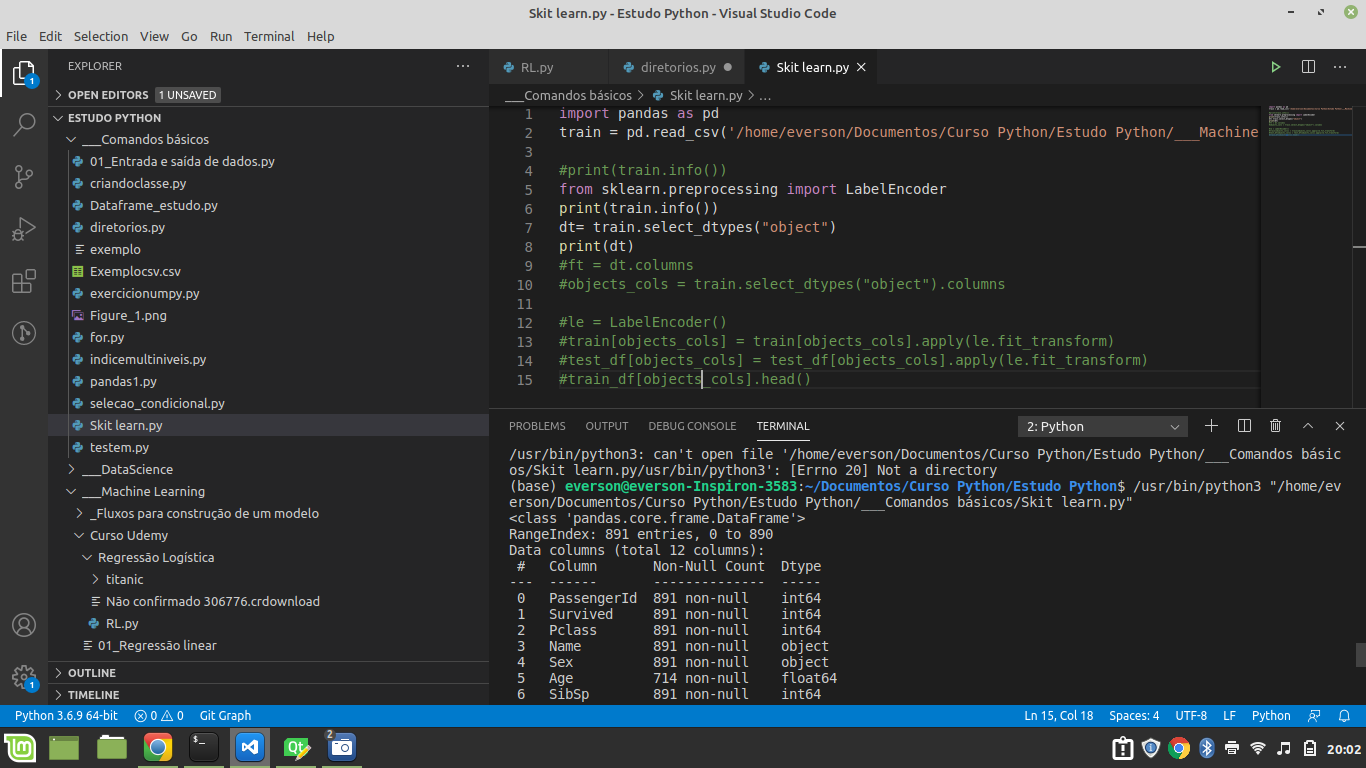 Skit learn.py - Estudo Python - Visual Studio Code
File Edit Selection View Go Run Terminal Help
EXPLORER
OPEN EDITORS 1 UNSAVED
ESTUDO PYTHON
___Comandos básicos
01_Entrada e saída de dados.py
criandoclasse.py
Dataframe_estudo.py
diretorios.py
exemplo
Exemplocsv.csv
exercicionumpy.py
Figure_1.png
for.py
indicemultiniveis.py
pandas1.py
selecao_condicional.py
Skit learn.py
testem.py
___DataScience
___Machine Learning
_Fluxos para construção de um modelo
Curso Udemy
Regressão Logística
titanic
Não confirmado 306776.crdownload
RL.py
01_Regressão linear
OUTLINE
TIMELINE
1
1
RL.py diretorios.py Skit learn.py
___Comandos básicos > Skit learn.py > ...
1 import pandas as pd
2 train = pd.read_csv('/home/everson/Documentos/Curso Python/Estudo Python/___Machine
3
4 #print(train.info())
5 from sklearn.preprocessing import LabelEncoder
6 print(train.info())
7 dt= train.select_dtypes("object")
8 print(dt)
9 #ft = dt.columns
10 #objects_cols = train.select_dtypes("object").columns
11
12 #le = LabelEncoder()
13 #train[objects_cols] = train[objects_cols].apply(le.fit_transform)
14 #test_df[objects_cols] = test_df[objects_cols].apply(le.fit_transform)
15 #train_df[objects_cols].head()
PROBLEMS OUTPUT DEBUG CONSOLE TERMINAL 2: Python
/usr/bin/python3: can't open file '/home/everson/Documentos/Curso Python/Estudo Python/___Comandos básic
os/Skit learn.py/usr/bin/python3': [Errno 20] Not a directory
(base) everson@everson-Inspiron-3583:~/Documentos/Curso Python/Estudo Python$ /usr/bin/python3 "/home/ev
erson/Documentos/Curso Python/Estudo Python/___Comandos básicos/Skit learn.py"
<class 'pandas.core.frame.DataFrame'>
RangeIndex: 891 entries, 0 to 890
Data columns (total 12 columns):
# Column Non-Null Count Dtype
--- ------ -------------- -----
0 PassengerId 891 non-null int64
1 Survived 891 non-null int64
2 Pclass 891 non-null int64
3 Name 891 non-null object
4 Sex 891 non-null object
5 Age 714 non-null float64
6 SibSp 891 non-null int64
Python 3.6.9 64-bit 0 0 Git Graph Ln 15, Col 18 Spaces: 4 UTF-8 LF Python
2
20:02